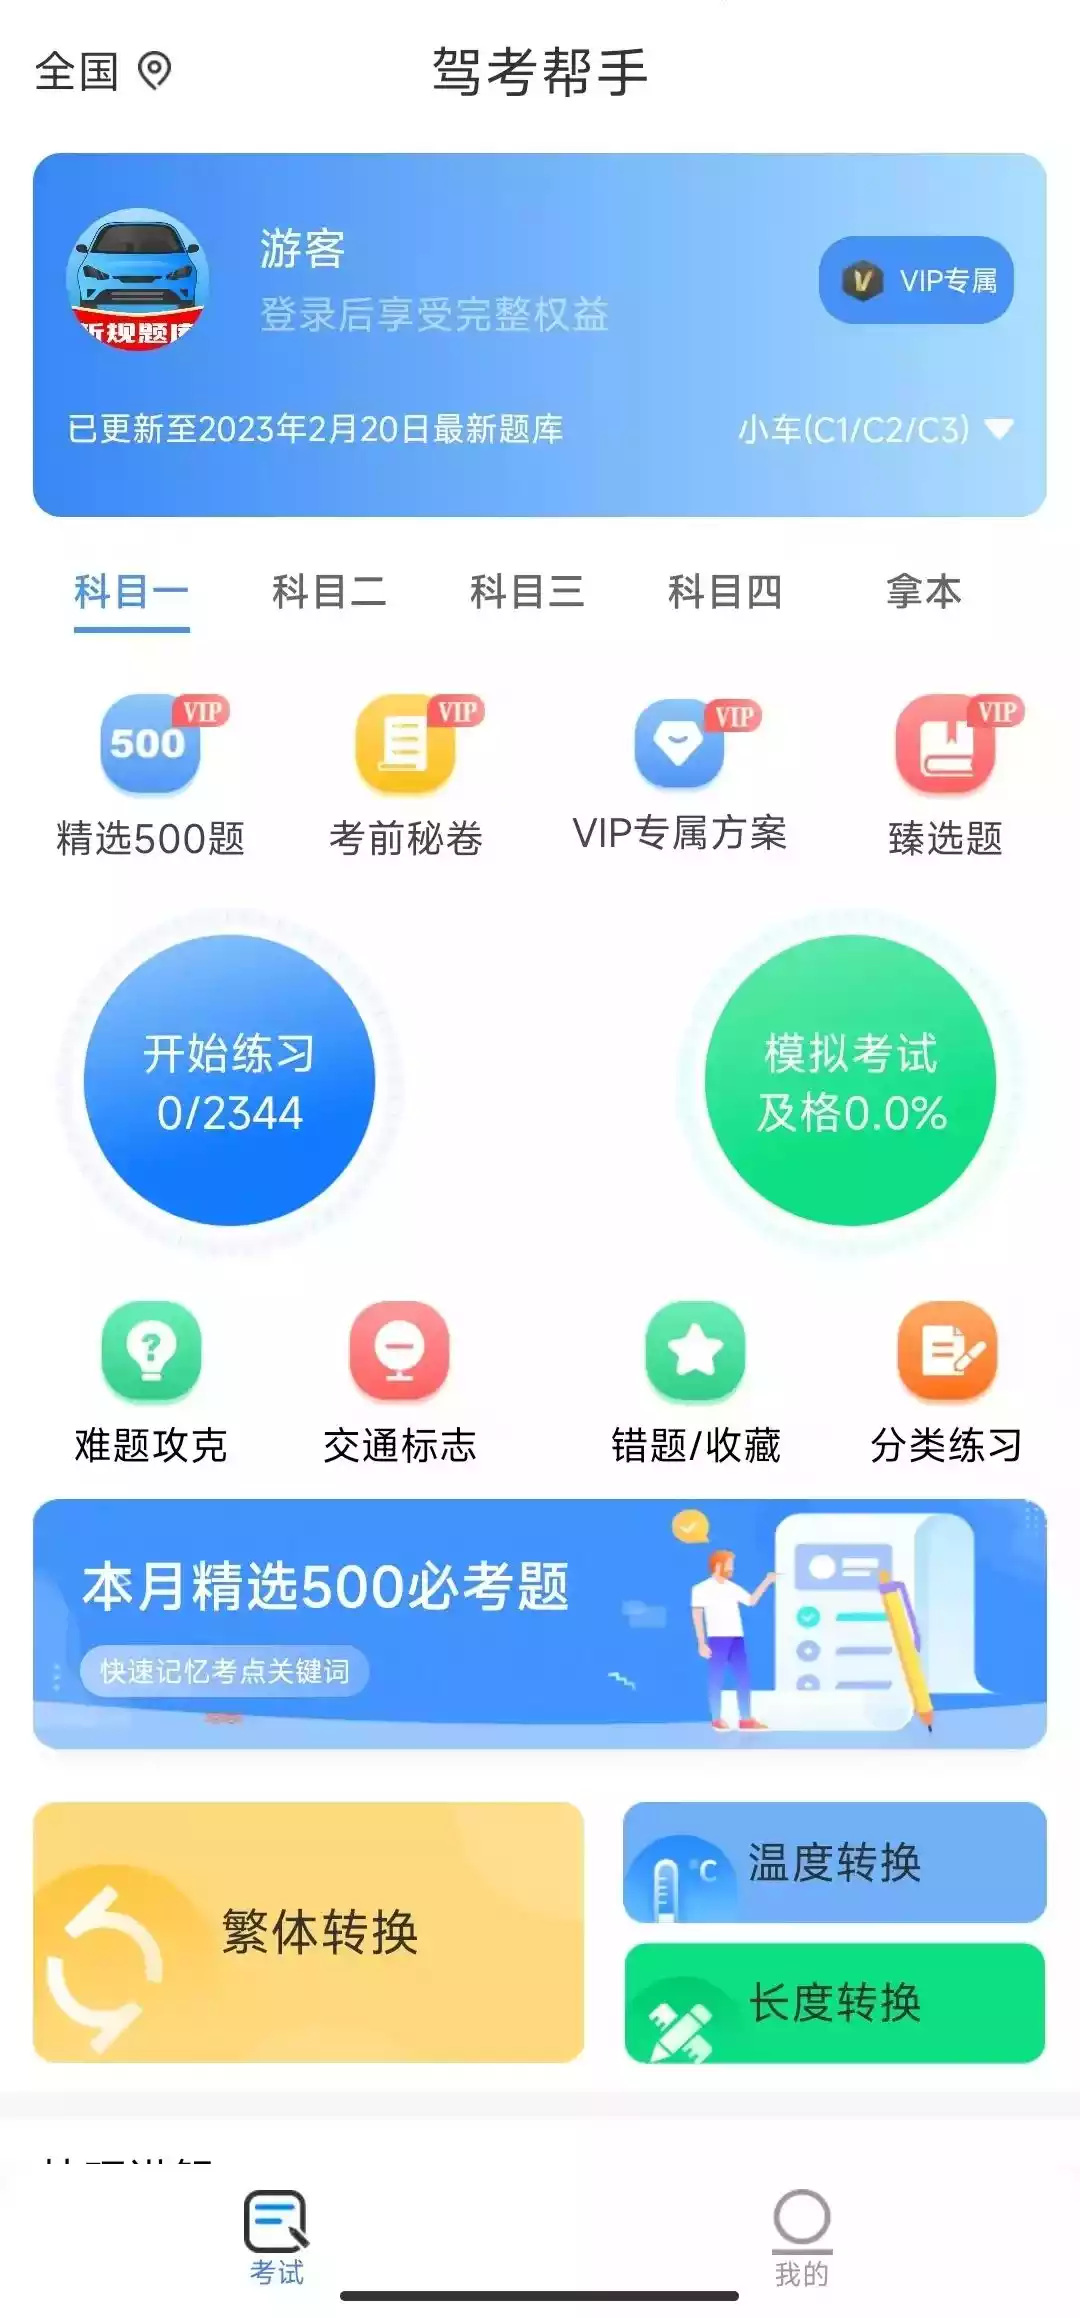 全国
驾考帮手
游客
登录后享受完整权益
V VIP专属
新规题库
已更新至2023年2月20日最新题库
小车(C1/C2/C3)
科目一 科目二 科目三 科目四 拿本
500 VIP VIP VIP VIP
精选500题 考前秘卷 VIP专属方案 臻选题
开始练习
0/2344
模拟考试
及格0.0%
?
难题攻克 交通标志 错题/收藏 分类练习
本月精选500必考题
快速记忆考点关键词
繁体转换
°C 温度转换
长度转换
考试 我的